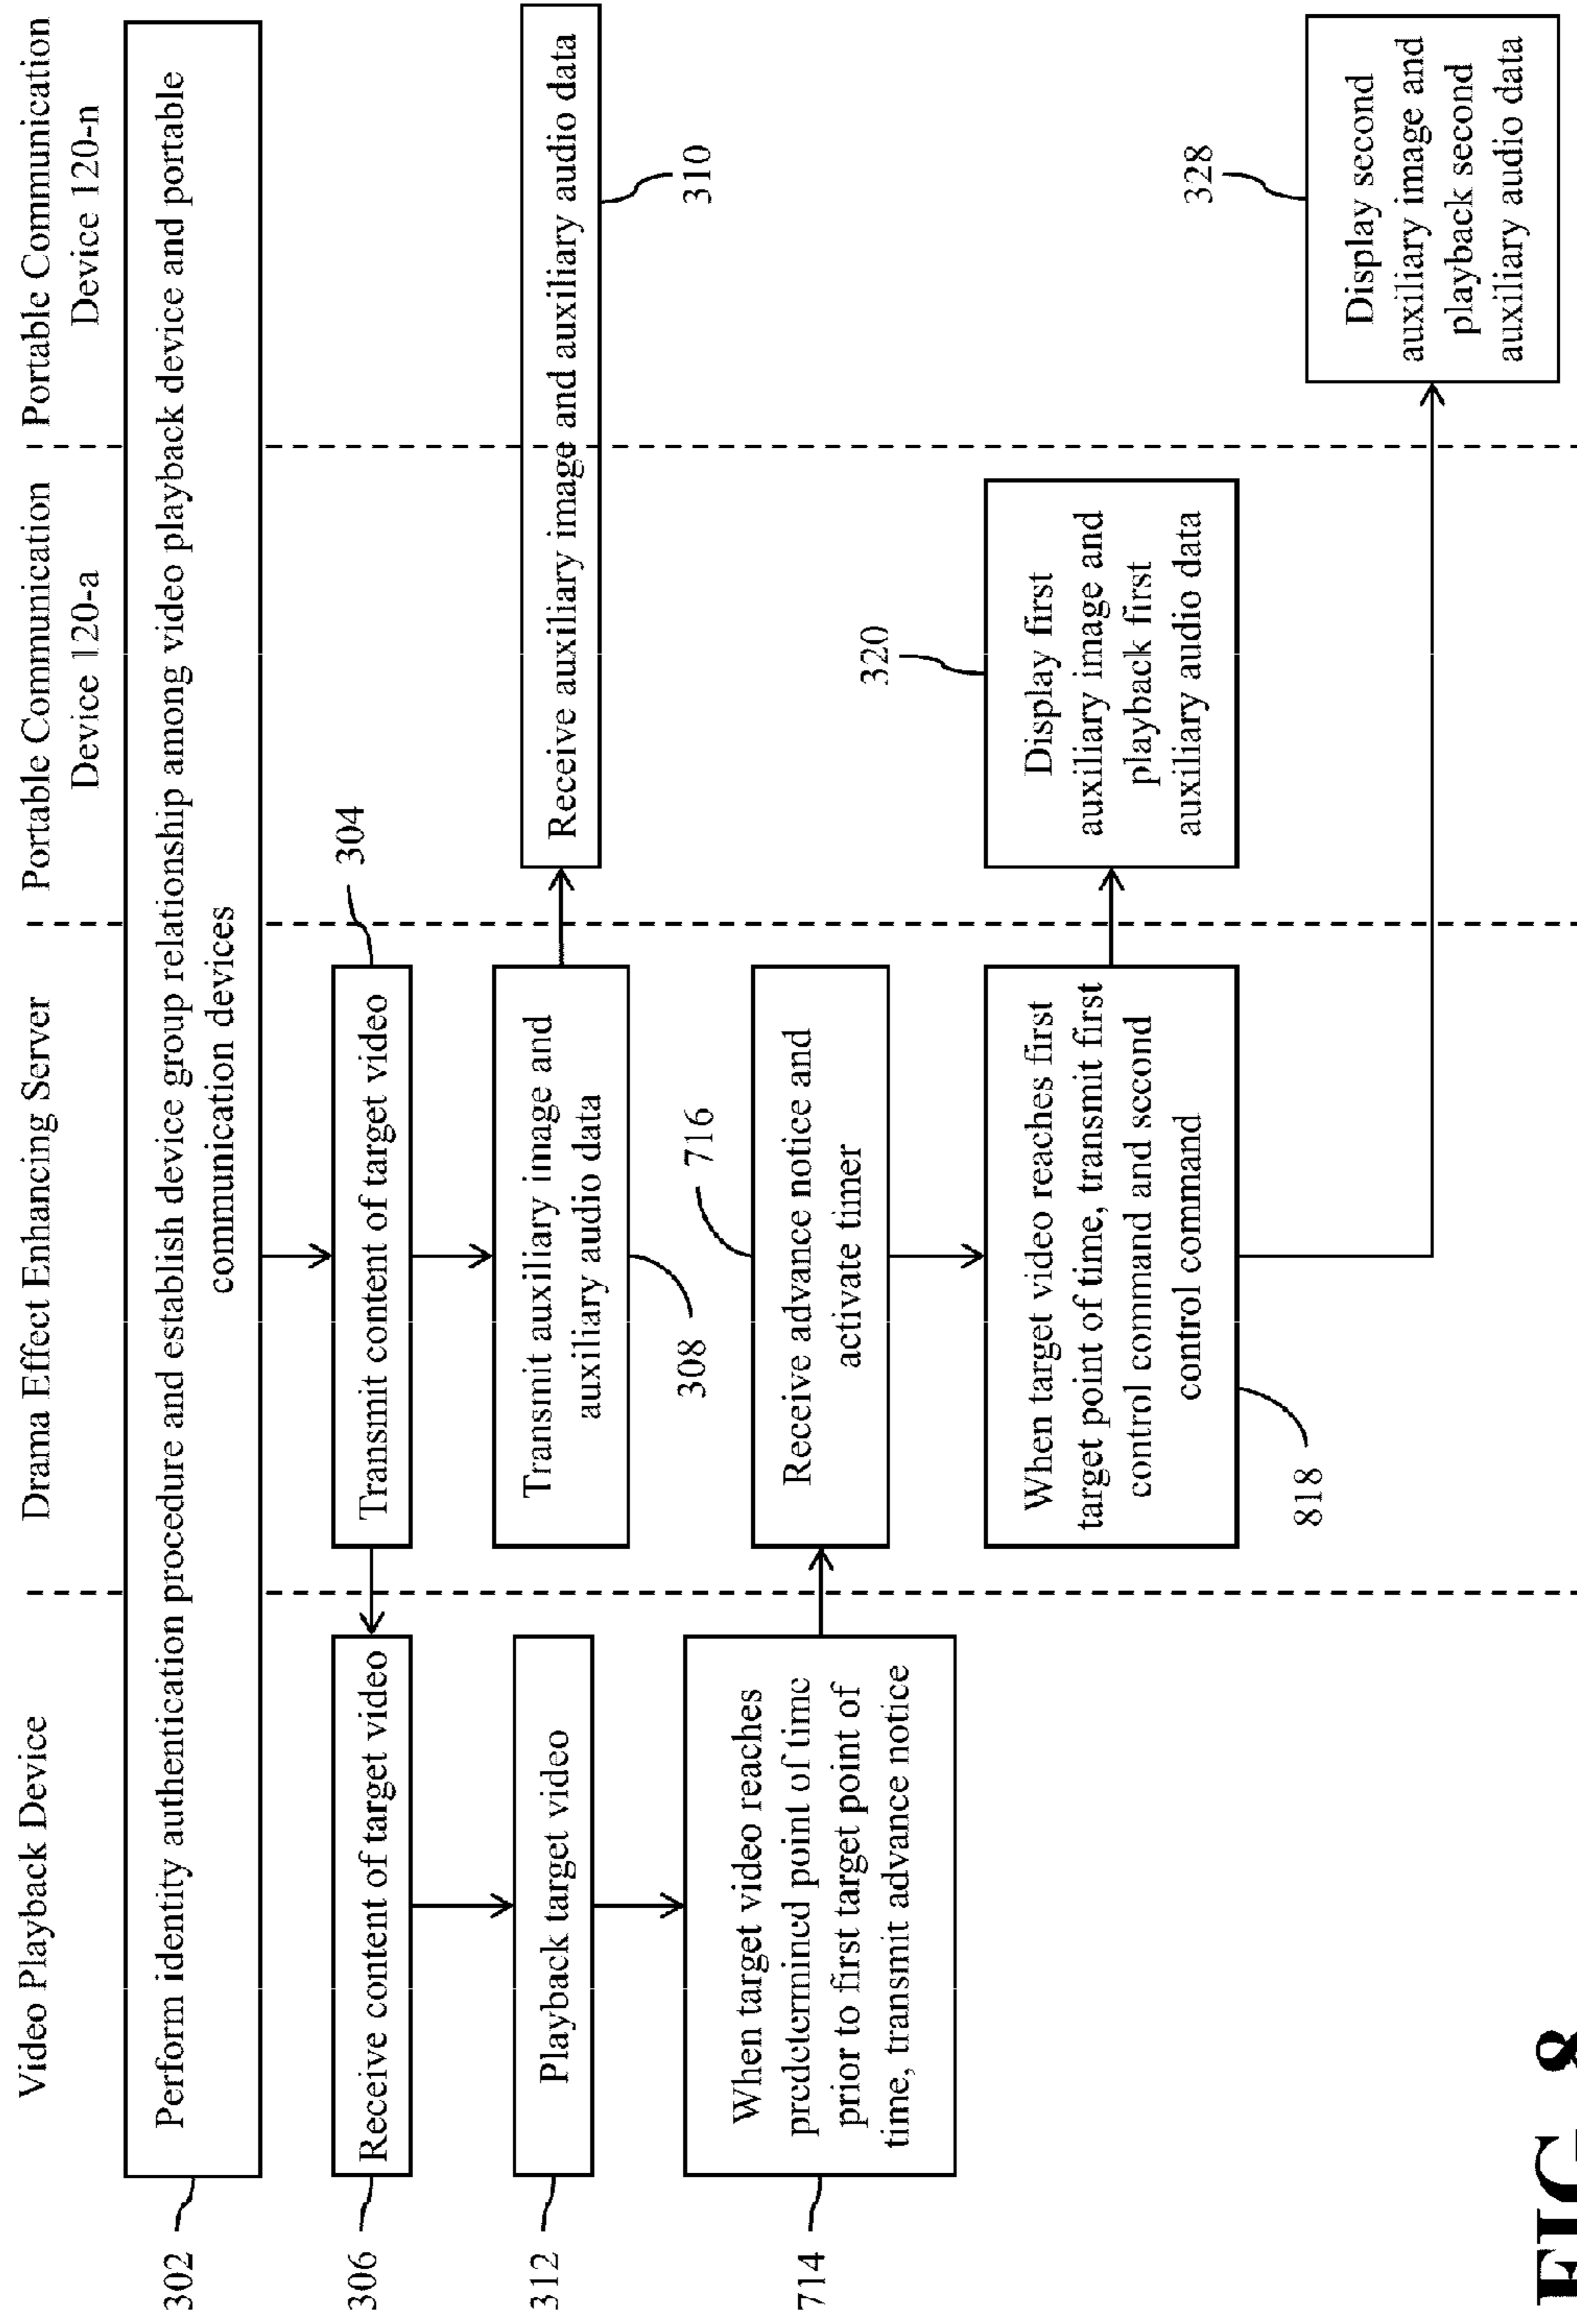 Video Playback Device
Drama Effect Enhancing Server
Portable Communication
Device 120-a
Portable Communication
Device 120-n
302
Perform identity authentication procedure and establish device group relationship among video playback device and portable
communication devices
304
306
Receive content of target video
Transmit content of target video
312
Playback target video
Transmit auxiliary image and
auxiliary audio data
308
Receive auxiliary image and auxiliary audio data
310
714
When target video reaches
predetermined point of time
prior to first target point of
time, transmit advance notice
716
Receive advance notice and
activate timer
When target video reaches first
target point of time, transmit first
control command and second
control command
818
320
Display first
auxiliary image and
playback first
auxiliary audio data
328
Display second
auxiliary image and
playback second
auxiliary audio data
FIG. 8